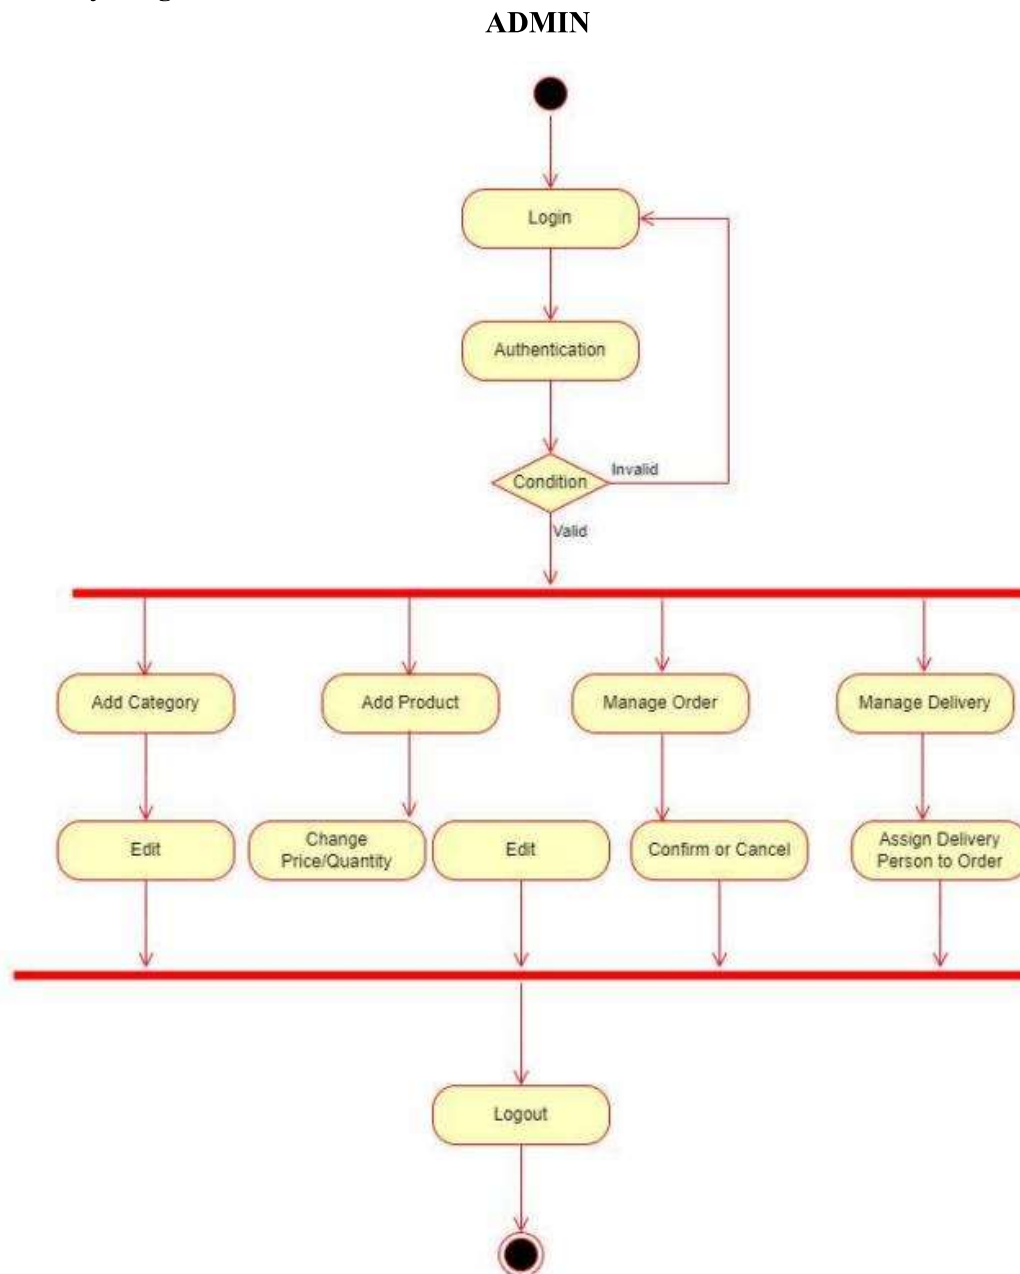 ADMIN
Login
Authentication
Condition
Invalid
Valid
Add Category
Add Product
Manage Order
Manage Delivery
Edit
Change
Price/Quantity
Edit
Confirm or Cancel
Assign Delivery
Person to Order
Logout